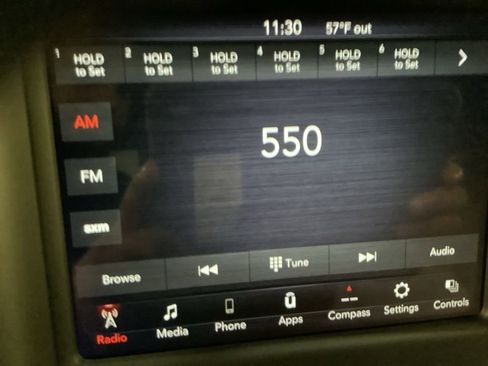 11:30 57°F out
1 HOLD to Set 2 HOLD to Set 3 HOLD to Set 4 HOLD to Set 5 HOLD to Set 6 HOLD to Set
AM
550
FM
sxm
Browse Tune Audio
Radio Media Phone Apps Compass Settings Controls